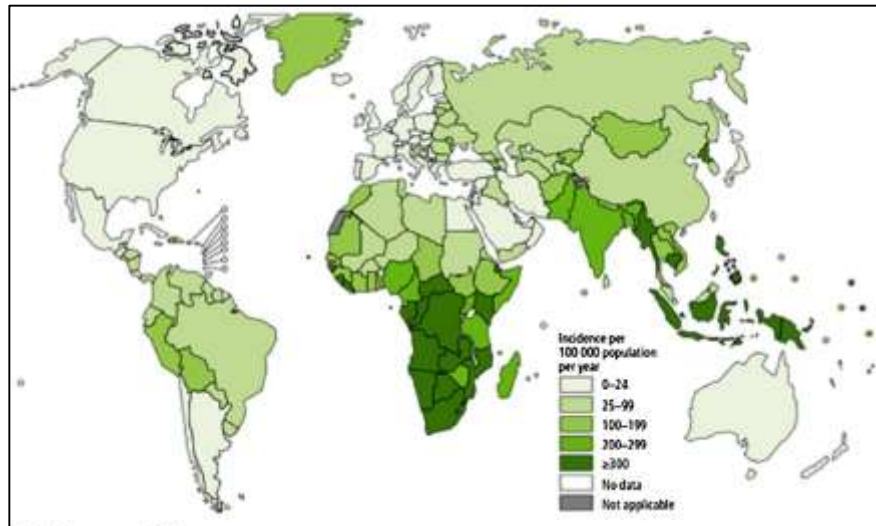 Incidence per
100 000 population
per year
0–24
25–99
100–199
200–299
≥300
No data
Not applicable